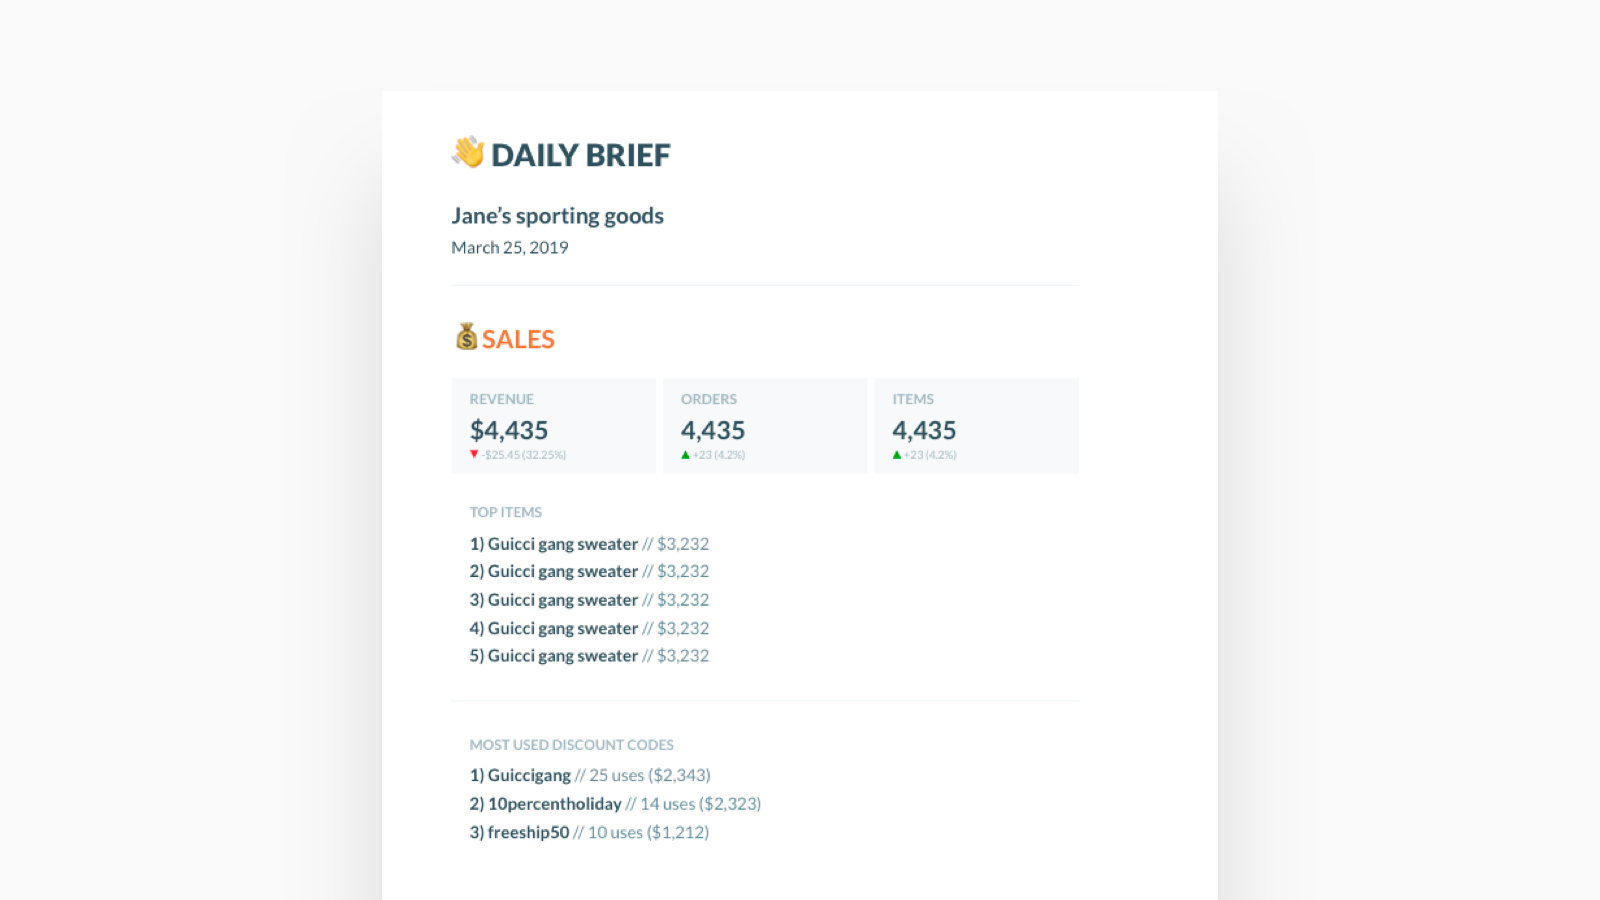 👋 DAILY BRIEF
Jane’s sporting goods
March 25, 2019
💰 SALES
REVENUE
$4,435
▼ -$25.45 (32.25%)
ORDERS
4,435
▲ +23 (4.2%)
ITEMS
4,435
▲ +23 (4.2%)
TOP ITEMS
1) Guicci gang sweater // $3,232
2) Guicci gang sweater // $3,232
3) Guicci gang sweater // $3,232
4) Guicci gang sweater // $3,232
5) Guicci gang sweater // $3,232
MOST USED DISCOUNT CODES
1) Guiccigang // 25 uses ($2,343)
2) 10percentholiday // 14 uses ($2,323)
3) freeship50 // 10 uses ($1,212)